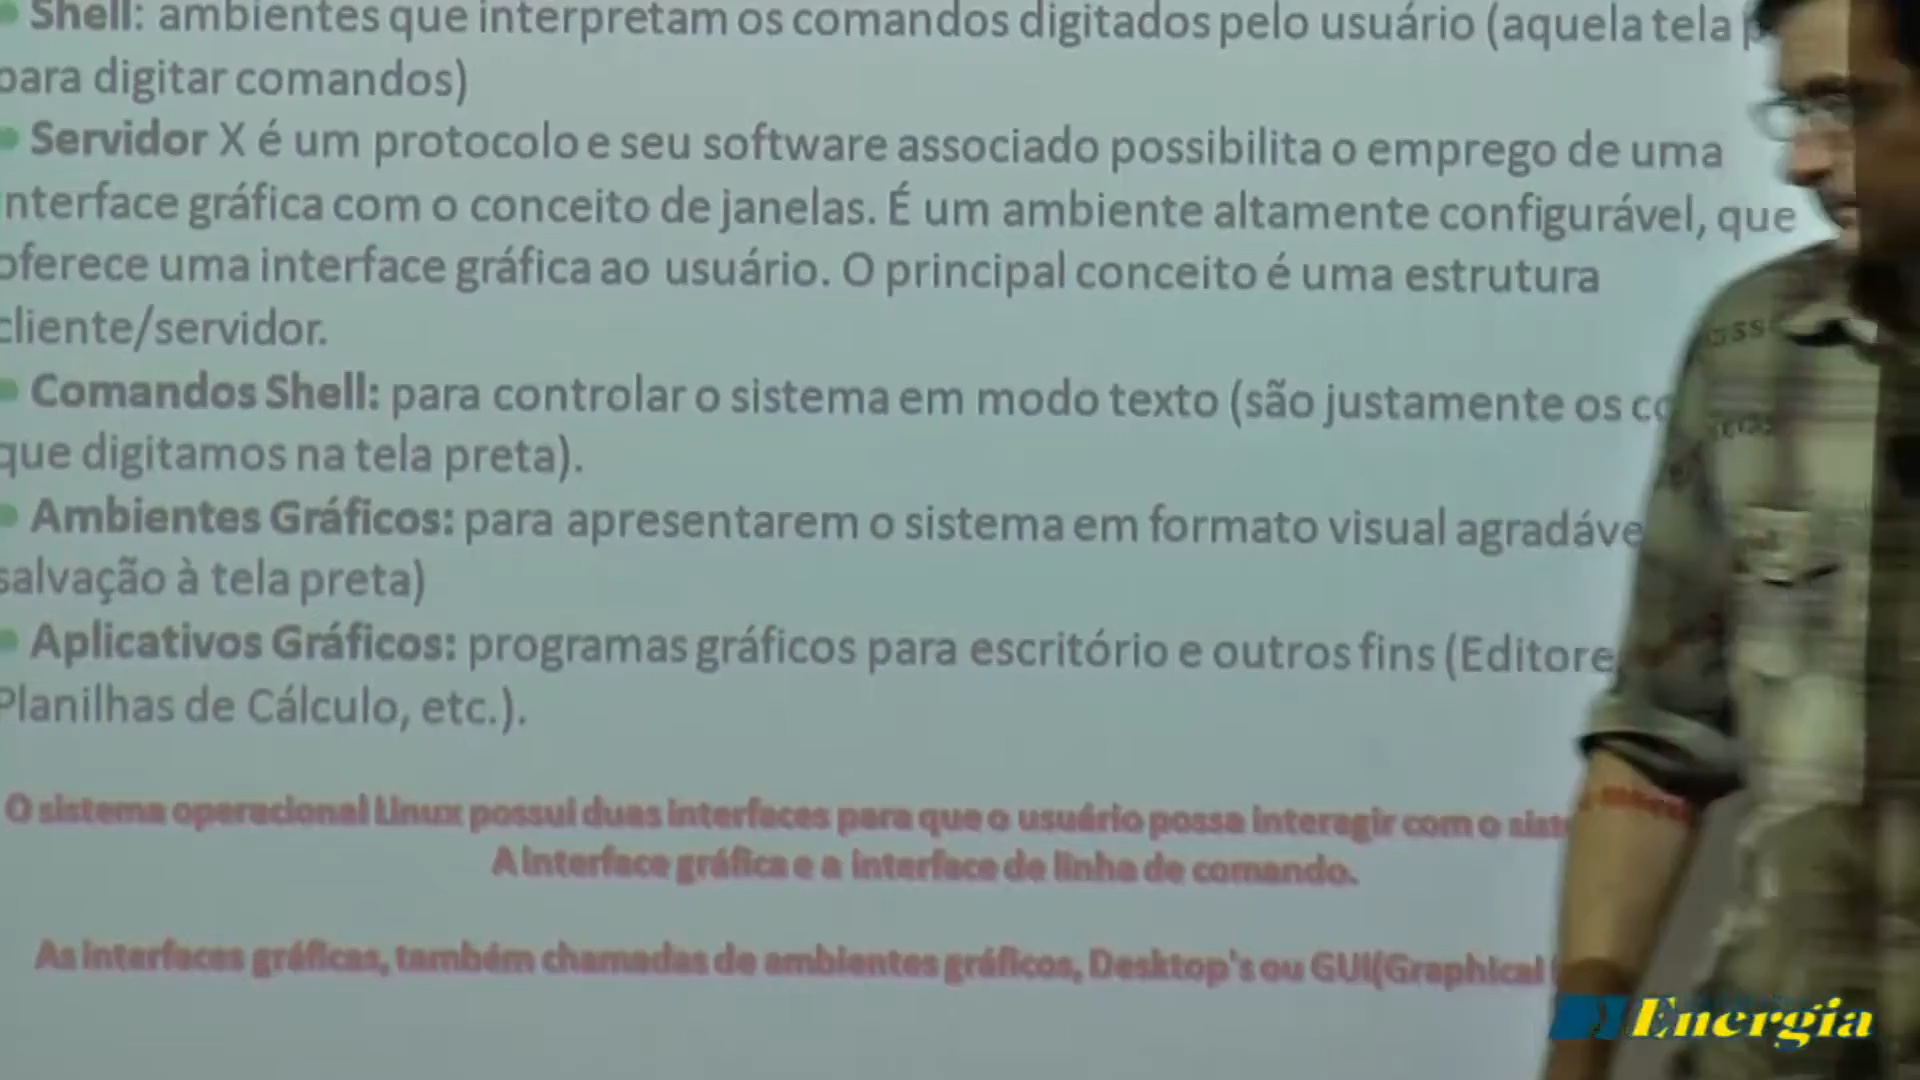 Shell: ambientes que interpretam os comandos digitados pelo usuário (aquela tela
para digitar comandos)
Servidor X é um protocolo e seu software associado possibilita o emprego de uma
interface gráfica com o conceito de janelas. É um ambiente altamente configurável, que
oferece uma interface gráfica ao usuário. O principal conceito é uma estrutura
cliente/servidor.
Comandos Shell: para controlar o sistema em modo texto (são justamente os
que digitamos na tela preta).
Ambientes Gráficos: para apresentarem o sistema em formato visual agradáve
salvação à tela preta)
Aplicativos Gráficos: programas gráficos para escritório e outros fins (Editore
Planilhas de Cálculo, etc.).
O sistema operacional Linux possui duas interfaces para que o usuário possa interagir com o sist
A interface gráfica e a interface de linha de comando.
As interfaces gráficas, também chamadas de ambientes gráficos, Desktop's ou GUI(Graphical
Energia